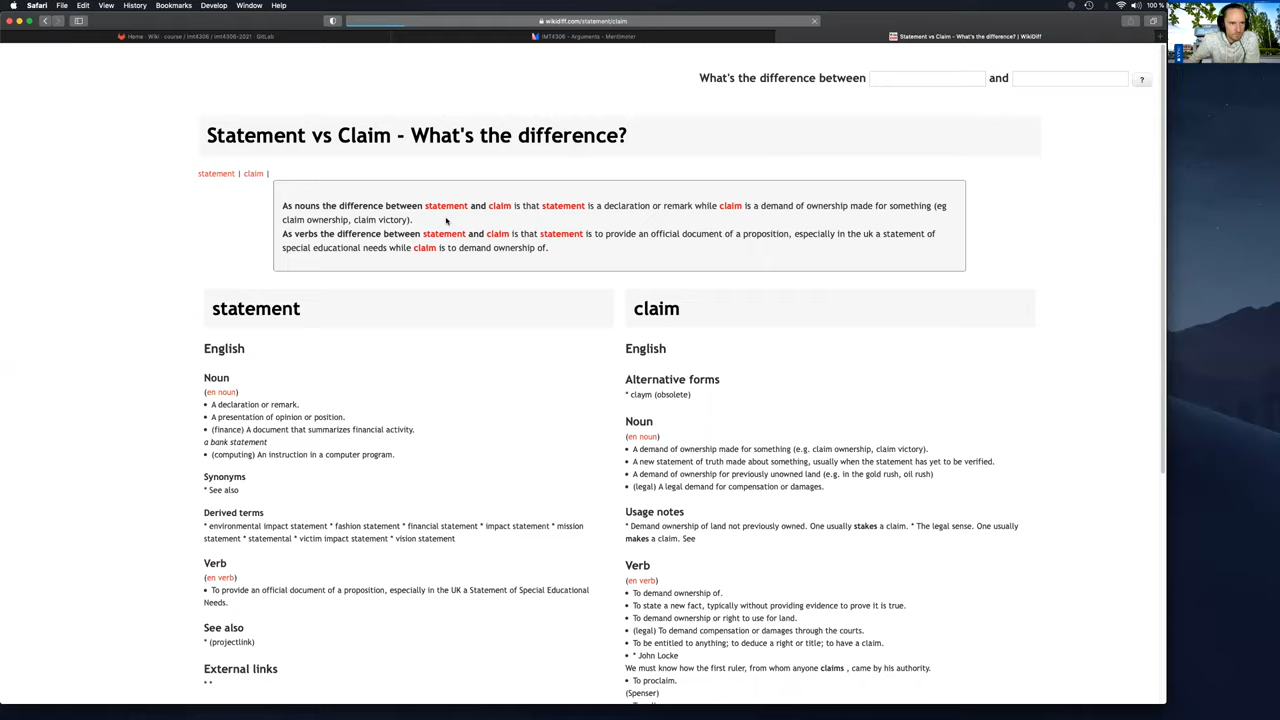 Safari File Edit View History Bookmarks Develop Window Help 100 %
wikidiff.com/statement/claim
Home · Wiki · course / imt4306 / imt4306-2021 · GitLab IMT4306 - Arguments - Mentimeter Statement vs Claim - What's the difference? | WikiDiff
What's the difference between and ?
Statement vs Claim - What's the difference?
statement | claim |
As nouns the difference between statement and claim is that statement is a declaration or remark while claim is a demand of ownership made for something (eg
claim ownership, claim victory).
As verbs the difference between statement and claim is that statement is to provide an official document of a proposition, especially in the uk a statement of
special educational needs while claim is to demand ownership of.
statement
English
Noun
(en noun)
• A declaration or remark.
• A presentation of opinion or position.
• (finance) A document that summarizes financial activity.
a bank statement
• (computing) An instruction in a computer program.
Synonyms
* See also
Derived terms
* environmental impact statement * fashion statement * financial statement * impact statement * mission
statement * statemental * victim impact statement * vision statement
Verb
(en verb)
• To provide an official document of a proposition, especially in the UK a Statement of Special Educational
Needs.
See also
* (projectlink)
External links
* *
claim
English
Alternative forms
* claym (obsolete)
Noun
(en noun)
• A demand of ownership made for something (e.g. claim ownership, claim victory).
• A new statement of truth made about something, usually when the statement has yet to be verified.
• A demand of ownership for previously unowned land (e.g. in the gold rush, oil rush)
• (legal) A legal demand for compensation or damages.
Usage notes
* Demand ownership of land not previously owned. One usually stakes a claim. * The legal sense. One usually
makes a claim. See
Verb
(en verb)
• To demand ownership of.
• To state a new fact, typically without providing evidence to prove it is true.
• To demand ownership or right to use for land.
• (legal) To demand compensation or damages through the courts.
• To be entitled to anything; to deduce a right or title; to have a claim.
• * John Locke
We must know how the first ruler, from whom anyone claims , came by his authority.
• To proclaim.
(Spenser)